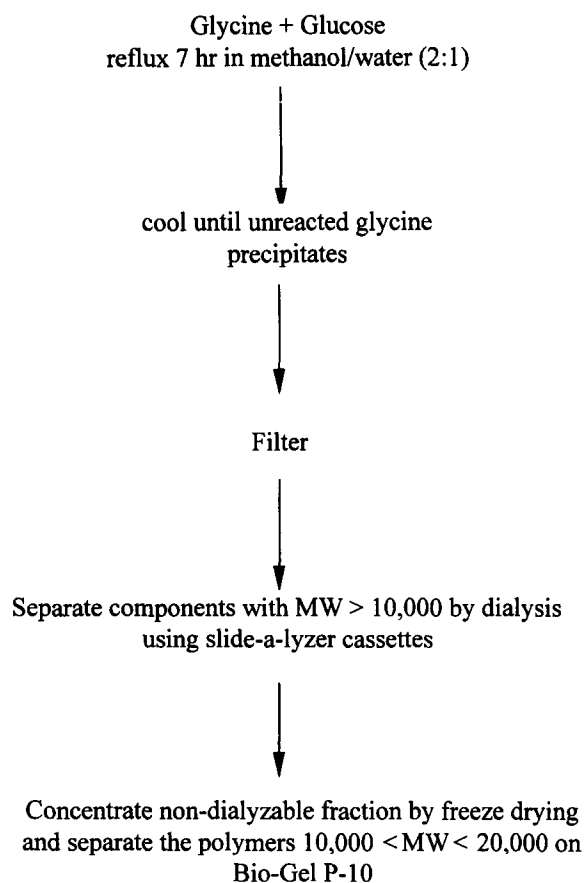 Glycine + Glucose
reflux 7 hr in methanol/water (2:1)
cool until unreacted glycine
precipitates
Filter
Separate components with MW > 10,000 by dialysis
using slide-a-lyzer cassettes
Concentrate non-dialyzable fraction by freeze drying
and separate the polymers 10,000 < MW < 20,000 on
Bio-Gel P-10